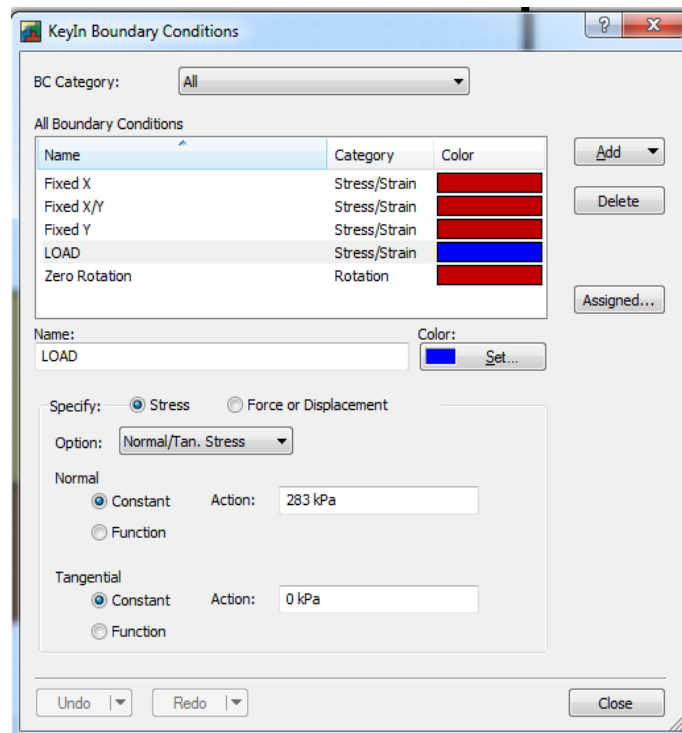 KeyIn Boundary Conditions
?
X
BC Category: All
All Boundary Conditions
Name Category Color
Add
Fixed X Stress/Strain
Fixed X/Y Stress/Strain
Delete
Fixed Y Stress/Strain
LOAD Stress/Strain
Zero Rotation Rotation
Assigned...
Name: Color:
LOAD Set...
Specify: Stress Force or Displacement
Option: Normal/Tan. Stress
Normal
Constant Action: 283 kPa
Function
Tangential
Constant Action: 0 kPa
Function
Undo Redo Close